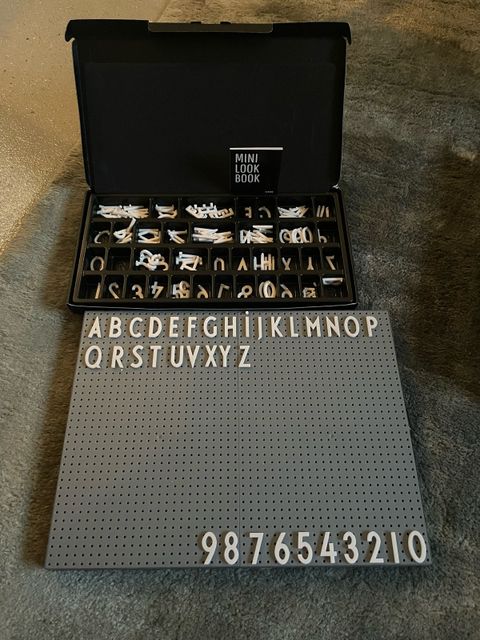 MINI
LOOK
BOOK
ABCDEFGHIJKLMNOP
QRSTUVXYZ
9876543210